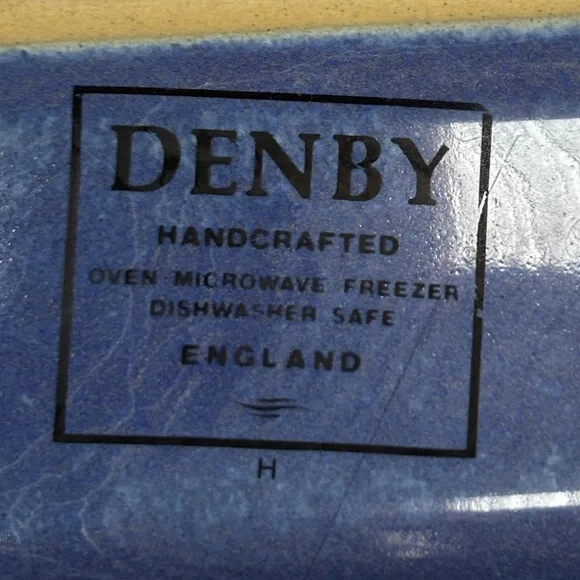 DENBY
HANDCRAFTED
OVEN MICROWAVE FREEZER
DISHWASHER SAFE
ENGLAND
H